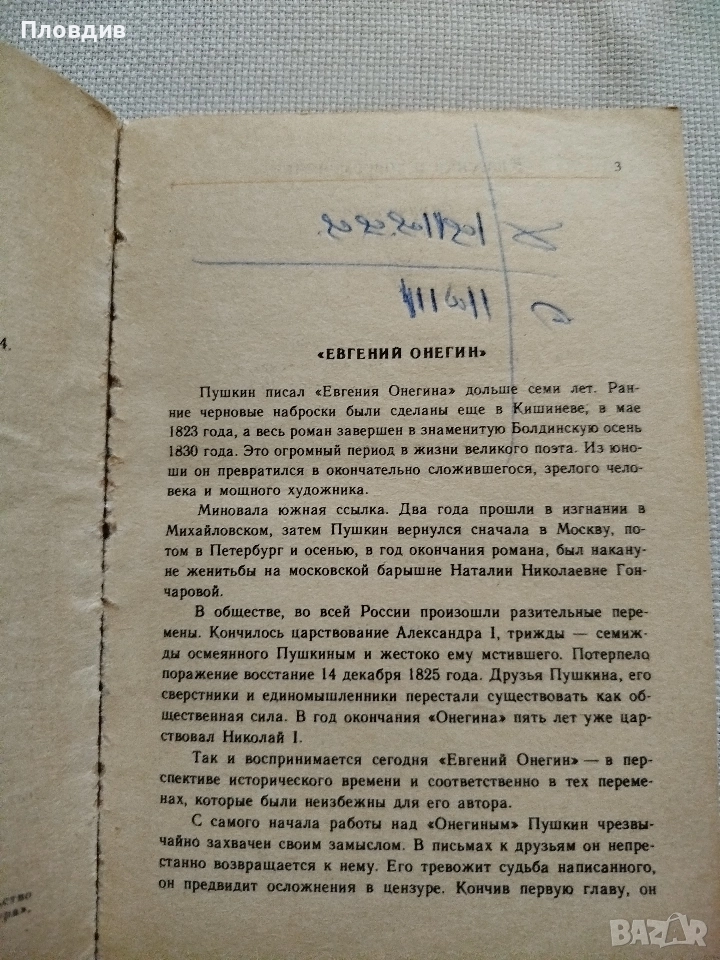 Пловдив
3
4.
«ЕВГЕНИЙ ОНЕГИН»
Пушкин писал «Евгения Онегина» дольше семи лет. Ран-
ние черновые наброски были сделаны еще в Кишиневе, в мае
1823 года, а весь роман завершен в знаменитую Болдинскую осень
1830 года. Это огромный период в жизни великого поэта. Из юно-
ши он превратился в окончательно сложившегося, зрелого чело-
века и мощного художника.
Миновала южная ссылка. Два года прошли в изгнании в
Михайловском, затем Пушкин вернулся сначала в Москву, по-
том в Петербург и осенью, в год окончания романа, был накану-
не женитьбы на московской барышне Наталии Николаевне Гон-
чаровой.
В обществе, во всей России произошли разительные пере-
мены. Кончилось царствование Александра I, трижды — семиж-
ды осмеянного Пушкиным и жестоко ему мстившего. Потерпело
поражение восстание 14 декабря 1825 года. Друзья Пушкина, его
сверстники и единомышленники перестали существовать как об-
щественная сила. В год окончания «Онегина» пять лет уже цар-
ствовал Николай I.
Так и воспринимается сегодня «Евгений Онегин» — в пер-
спективе исторического времени и соответственно в тех переме-
нах, которые были неизбежны для его автора.
С самого начала работы над «Онегиным» Пушкин чрезвы-
чайно захвачен своим замыслом. В письмах к друзьям он непре-
станно возвращается к нему. Его тревожит судьба написанного,
он предвидит осложнения в цензуре. Кончив первую главу, он
BAZAR